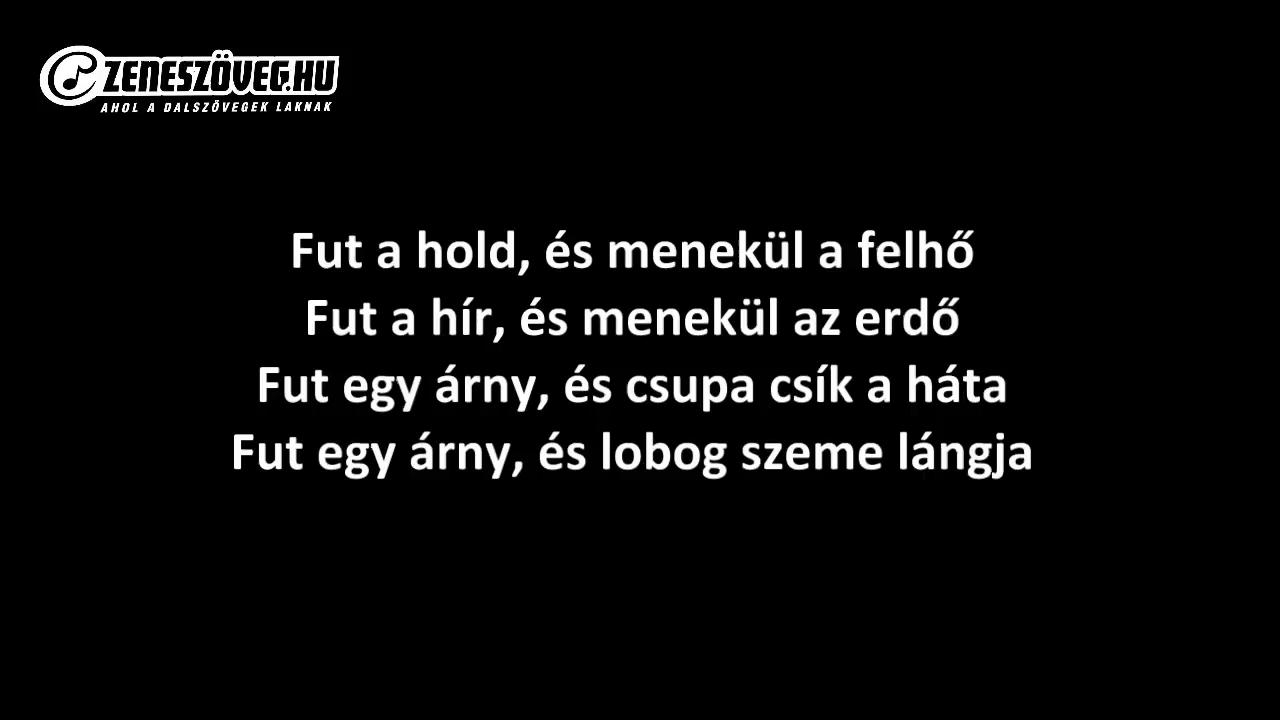 ZENESZÖVEG.HU
AHOL A DALSZÖVEGEK LAKNAK
Fut a hold, és menekül a felhő
Fut a hír, és menekül az erdő
Fut egy árny, és csupa csík a háta
Fut egy árny, és lobog szeme lángja